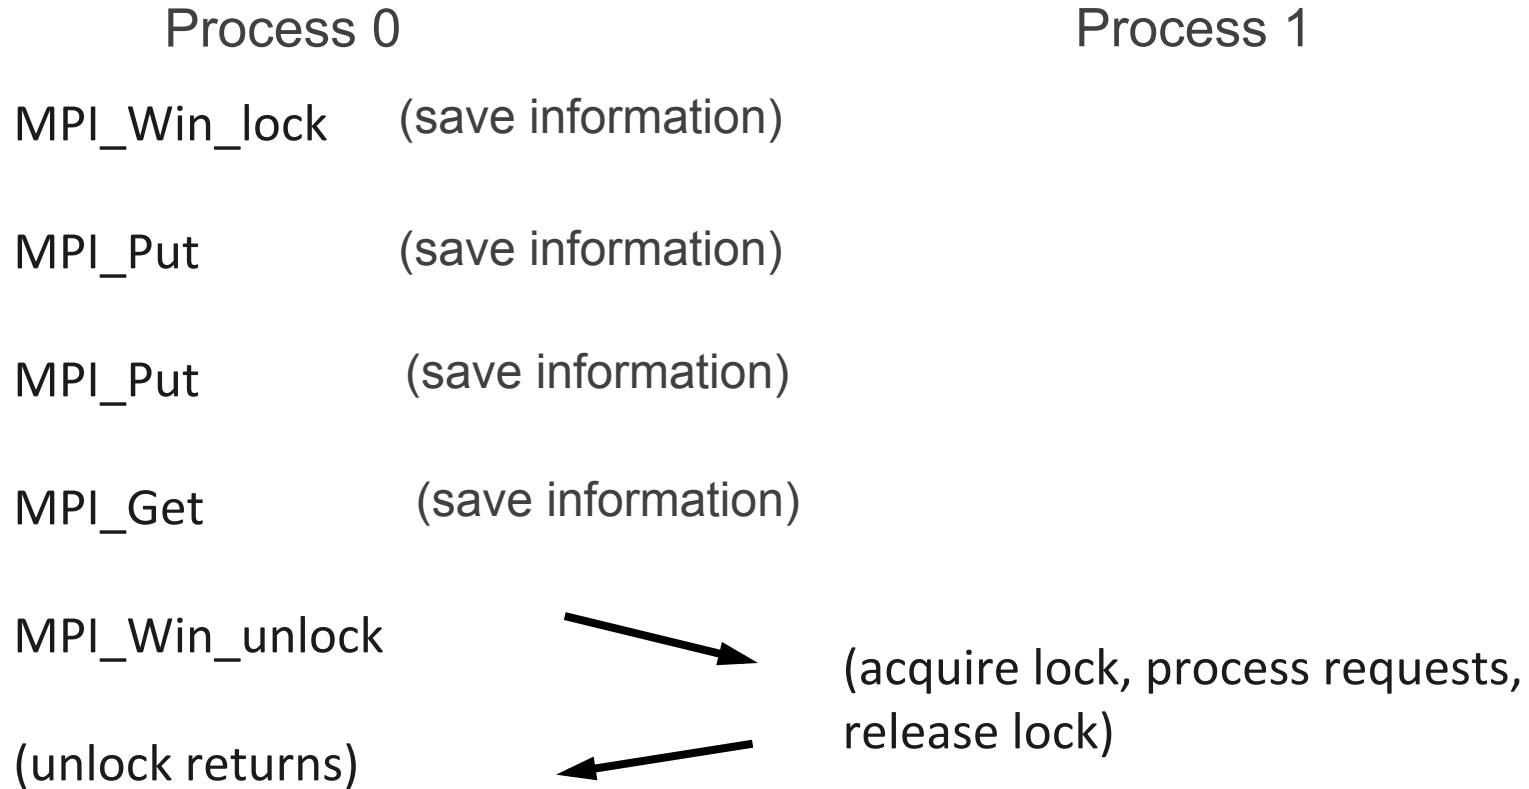 Process 0 Process 1
MPI_Win_lock (save information)
MPI_Put (save information)
MPI_Put (save information)
MPI_Get (save information)
MPI_Win_unlock
(acquire lock, process requests,
release lock)
(unlock returns)